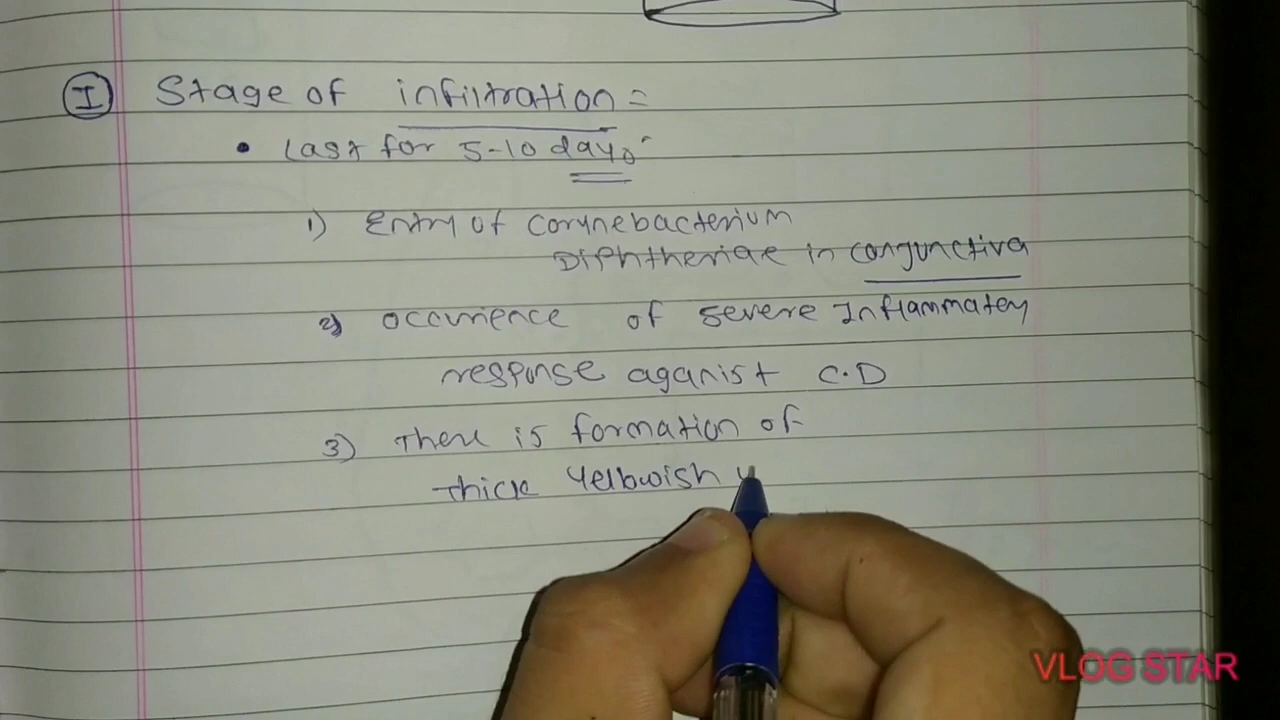 I Stage of infiltration =
• Last for 5-10 days
1) Entry of corynebacterium
Diphtheriae in conjunctiva
2) occurrence of severe Inflammatory
response aganist C.D
3) There is formation of
thick Yellowish
VLOG STAR